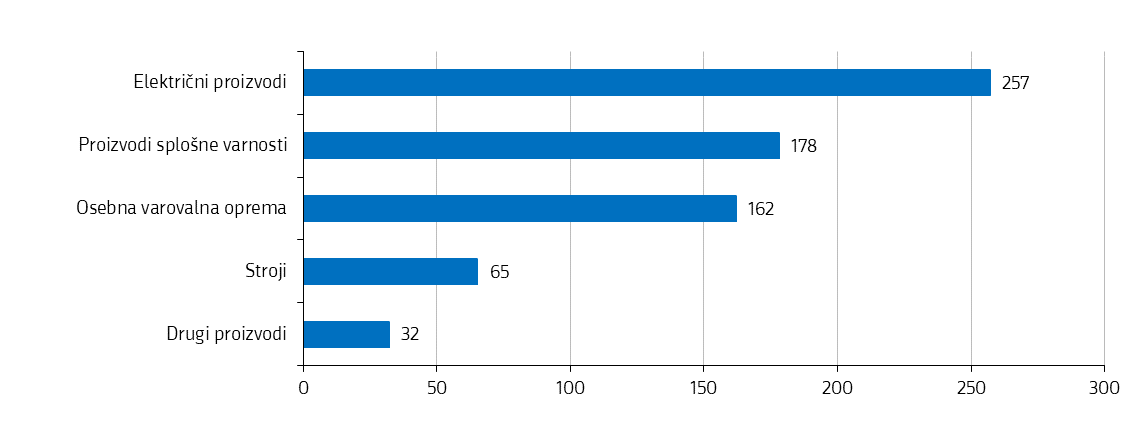 Električni proizvodi
257
Proizvodi splošne varnosti
178
Osebna varovalna oprema
162
Stroji
65
Drugi proizvodi
32
0 50 100 150 200 250 300